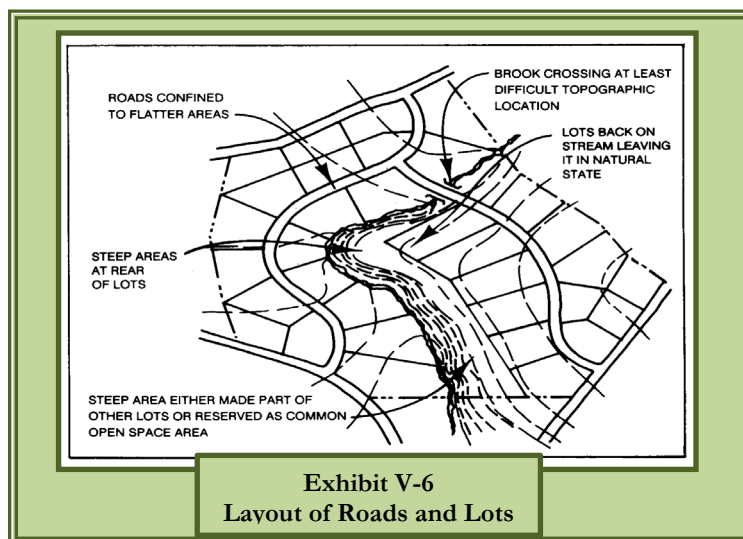 ROADS CONFINED
TO FLATTER AREAS
BROOK CROSSING AT LEAST
DIFFICULT TOPOGRAPHIC
LOCATION
LOTS BACK ON
STREAM LEAVING
IT IN NATURAL
STATE
STEEP AREAS
AT REAR
OF LOTS
STEEP AREA EITHER MADE PART OF
OTHER LOTS OR RESERVED AS COMMON
OPEN SPACE AREA
Exhibit V-6
Layout of Roads and Lots